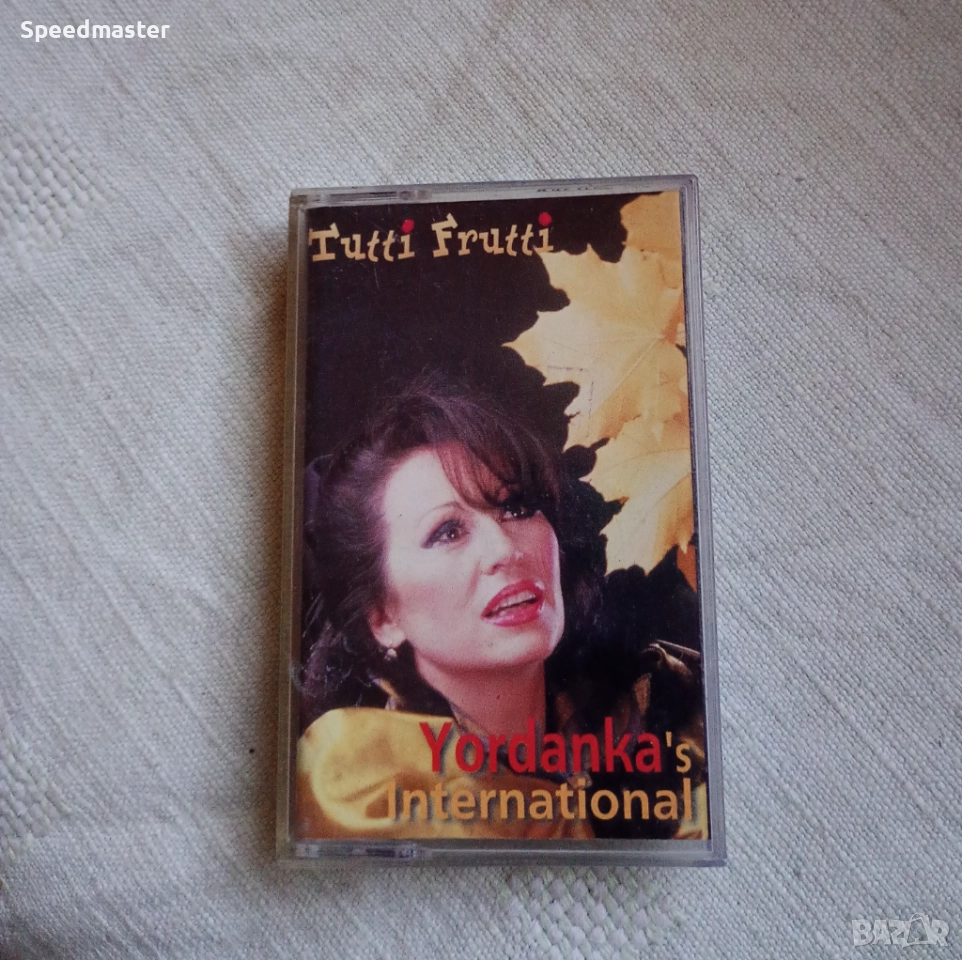 Speedmaster
Tutti Frutti
Yordanka's
International
BAZAR